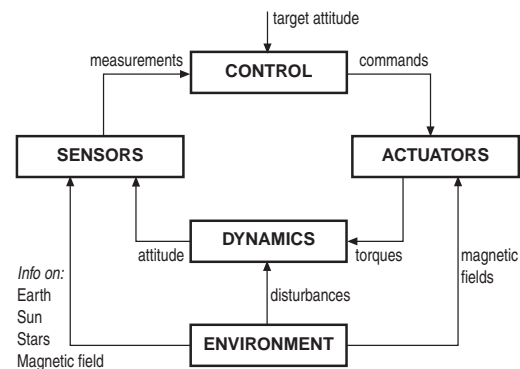 target attitude
measurements
CONTROL
commands
SENSORS
ACTUATORS
DYNAMICS
attitude
torques
magnetic
fields
Info on:
Earth
Sun
Stars
Magnetic field
disturbances
ENVIRONMENT